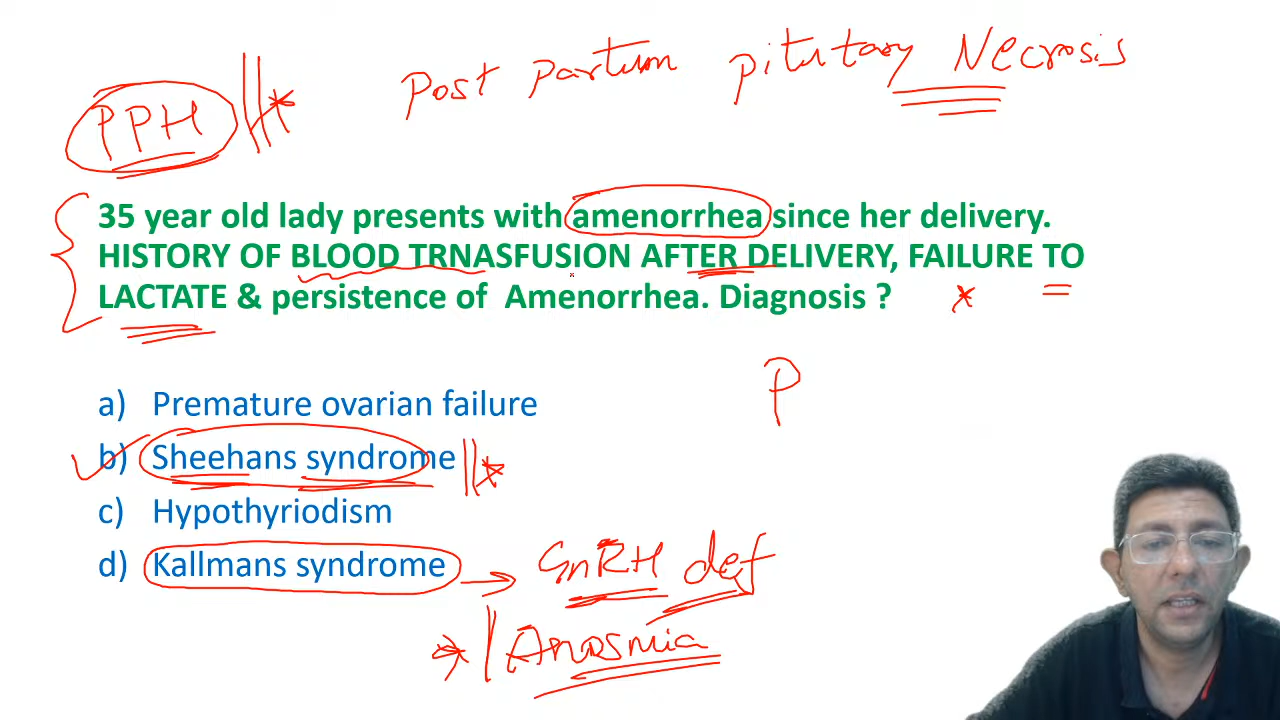 Post partum pitutary Necrosis
PPH
35 year old lady presents with amenorrhea since her delivery.
HISTORY OF BLOOD TRNASFUSION AFTER DELIVERY, FAILURE TO
LACTATE & persistence of Amenorrhea. Diagnosis ?
P
a) Premature ovarian failure
b) Sheehans syndrome
c) Hypothyriodism
d) Kallmans syndrome → GnRH def
Anosmia